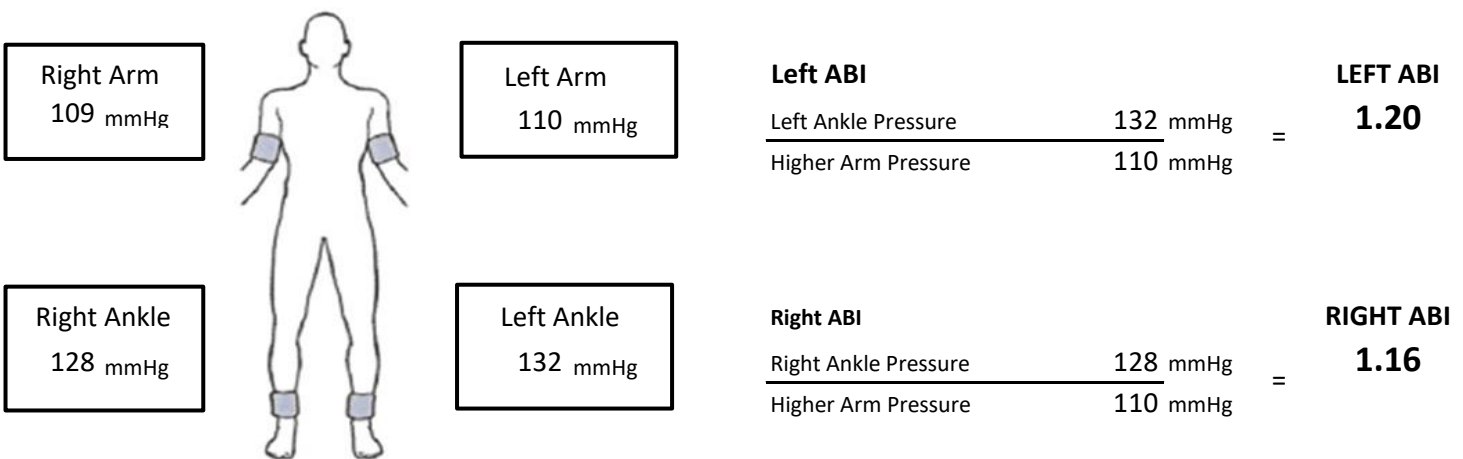 Right Arm
109 mmHg
Left Arm
110 mmHg
Right Ankle
128 mmHg
Left Ankle
132 mmHg
Left ABI
Left Ankle Pressure 132 mmHg
=
Higher Arm Pressure 110 mmHg
LEFT ABI
1.20
Right ABI
Right Ankle Pressure 128 mmHg
=
Higher Arm Pressure 110 mmHg
RIGHT ABI
1.16